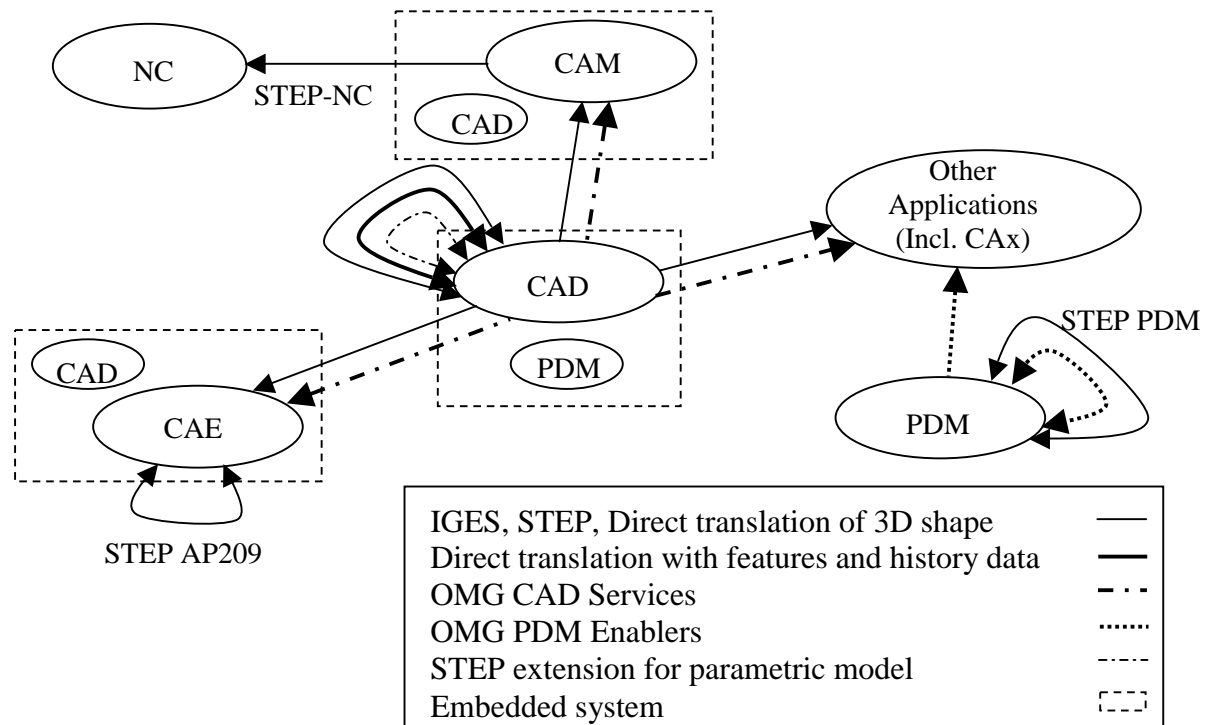 NC
CAM
STEP-NC
CAD
Other
Applications
(Incl. CAx)
CAD
STEP PDM
CAD
PDM
CAE
PDM
STEP AP209
IGES, STEP, Direct translation of 3D shape
Direct translation with features and history data
OMG CAD Services
OMG PDM Enablers
STEP extension for parametric model
Embedded system